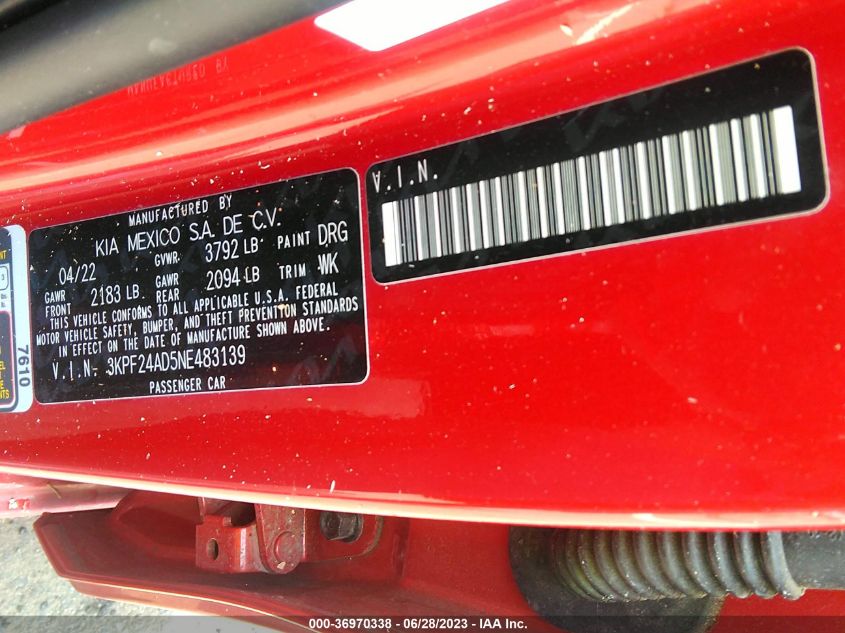 MANUFACTURED BY
KIA MEXICO S.A. DE C.V.
04/22 GVWR. 3792 LB PAINT DRG
GAWR FRONT 2183 LB. GAWR REAR 2094 LB TRIM WK
THIS VEHICLE CONFORMS TO ALL APPLICABLE U.S.A. FEDERAL
MOTOR VEHICLE SAFETY, BUMPER, AND THEFT PREVENTION STANDARDS
IN EFFECT ON THE DATE OF MANUFACTURE SHOWN ABOVE.
V.I.N- 3KPF24AD5NE483139
PASSENGER CAR
V.I.N.
7610
000-36970338 - 06/28/2023 - IAA Inc.